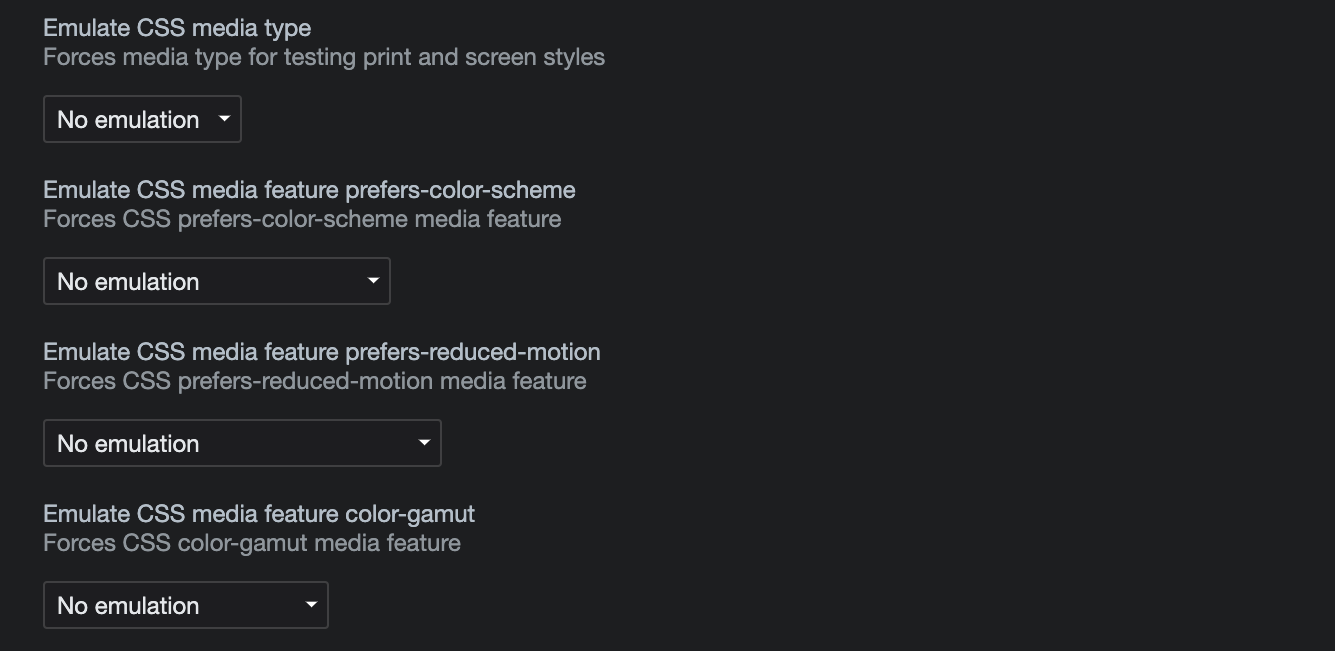 Emulate CSS media type
Forces media type for testing print and screen styles
No emulation
Emulate CSS media feature prefers-color-scheme
Forces CSS prefers-color-scheme media feature
No emulation
Emulate CSS media feature prefers-reduced-motion
Forces CSS prefers-reduced-motion media feature
No emulation
Emulate CSS media feature color-gamut
Forces CSS color-gamut media feature
No emulation